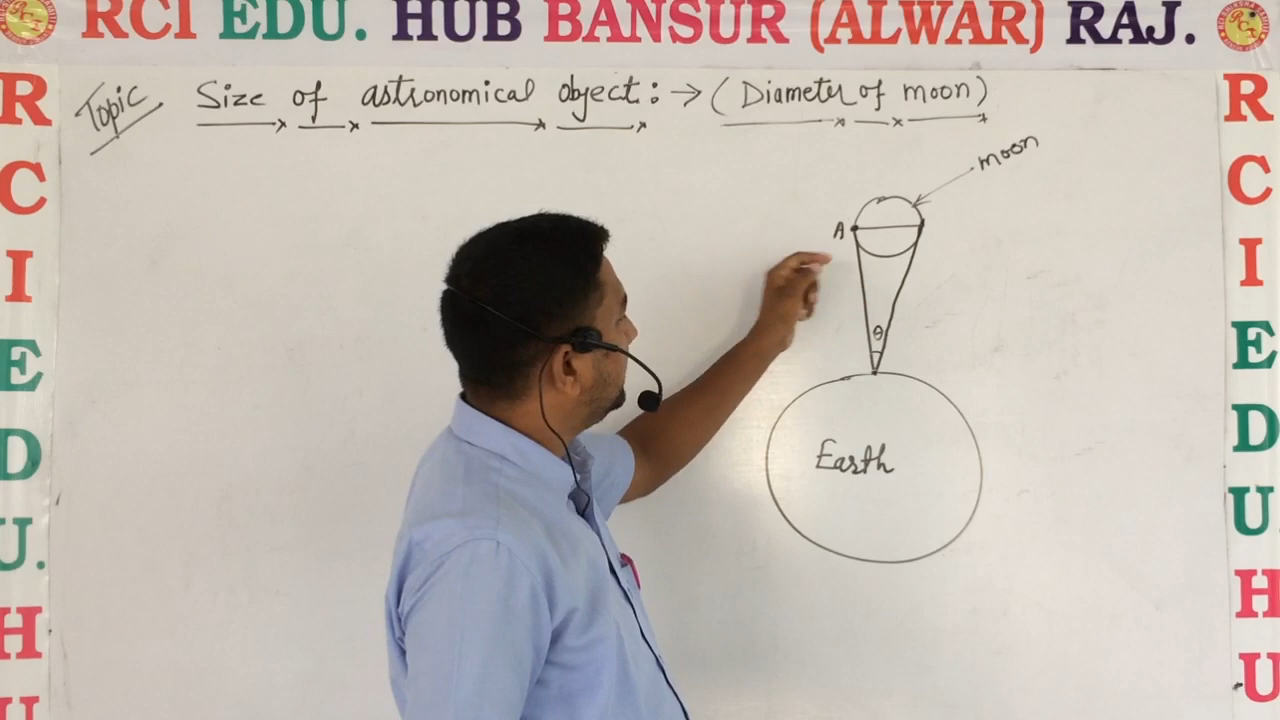 RCI EDU. HUB BANSUR (ALWAR) RAJ.
Topic Size of astronomical object :→ (Diameter of moon)
moon
A
θ
Earth
R
C
I
E
D
U.
H
U
R
C
I
E
D
U
H
U